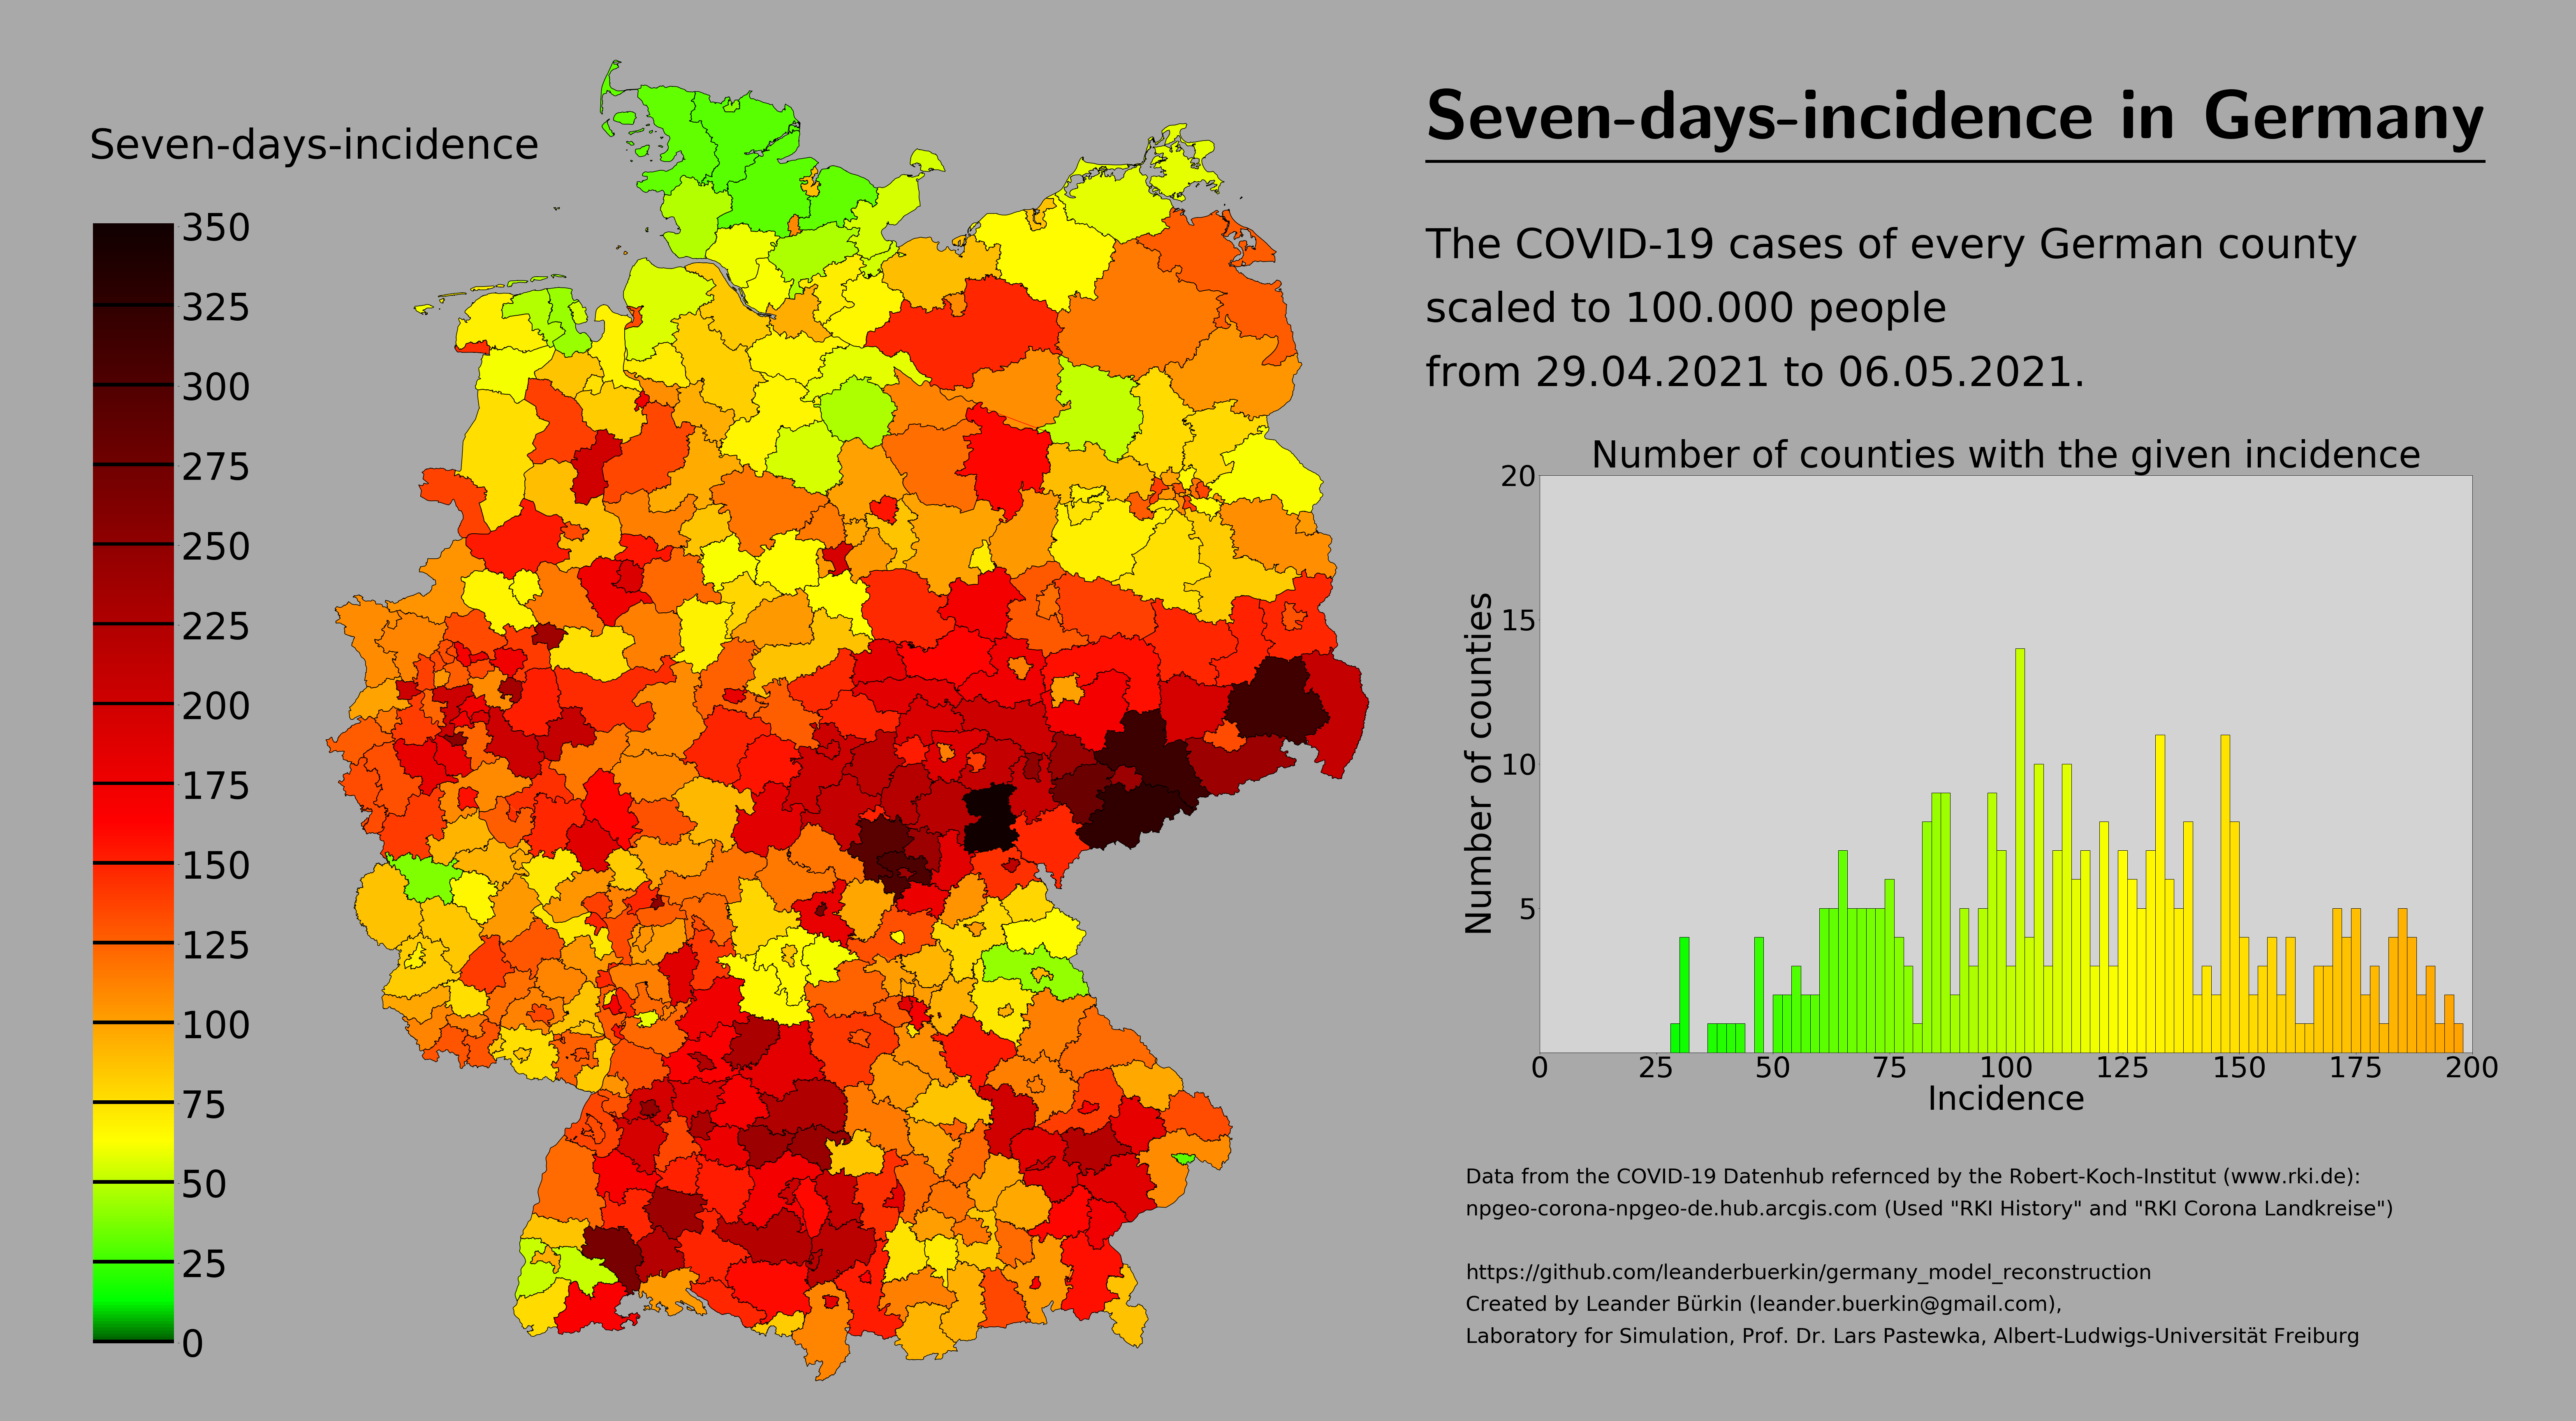 Seven-days-incidence in Germany
Seven-days-incidence
350
325
300
275
250
225
200
175
150
125
100
75
50
25
0
The COVID-19 cases of every German county
scaled to 100.000 people
from 29.04.2021 to 06.05.2021.
Number of counties with the given incidence
Number of counties
20
15
10
5
0 25 50 75 100 125 150 175 200
Incidence
Data from the COVID-19 Datenhub refernced by the Robert-Koch-Institut (www.rki.de):
npgeo-corona-npgeo-de.hub.arcgis.com (Used "RKI History" and "RKI Corona Landkreise")
https://github.com/leanderbuerkin/germany_model_reconstruction
Created by Leander Bürkin (leander.buerkin@gmail.com),
Laboratory for Simulation, Prof. Dr. Lars Pastewka, Albert-Ludwigs-Universität Freiburg